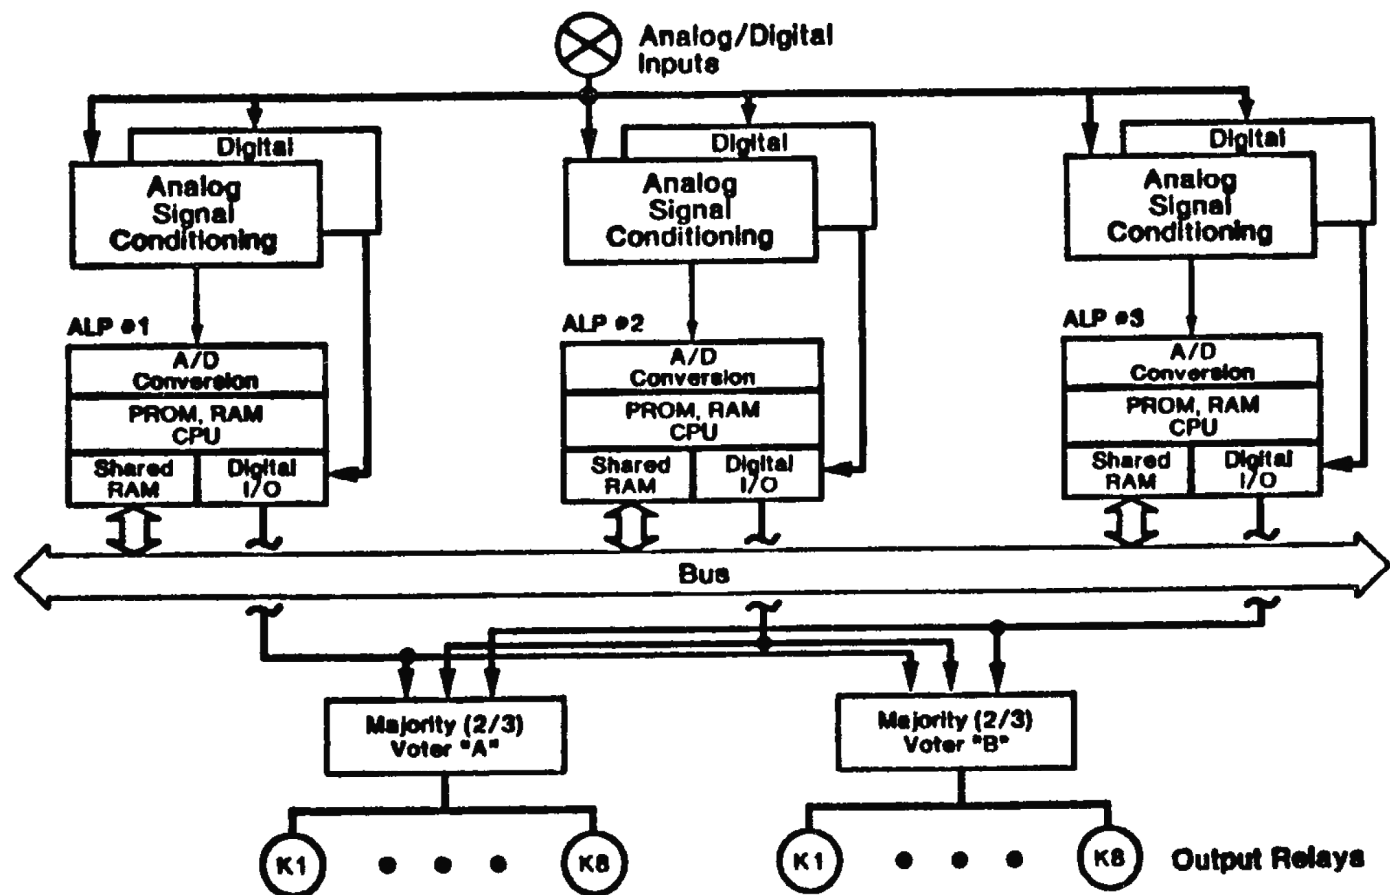 Analog/Digital
Inputs
Digital
Analog
Signal
Conditioning
Digital
Analog
Signal
Conditioning
Digital
Analog
Signal
Conditioning
ALP #1
A/D
Conversion
PROM, RAM
CPU
Shared
RAM
Digital
I/O
ALP #2
A/D
Conversion
PROM, RAM
CPU
Shared
RAM
Digital
I/O
ALP #3
A/D
Conversion
PROM, RAM
CPU
Shared
RAM
Digital
I/O
Bus
Majority (2/3)
Voter "A"
Majority (2/3)
Voter "B"
K1
K8
K1
K8
Output Relays